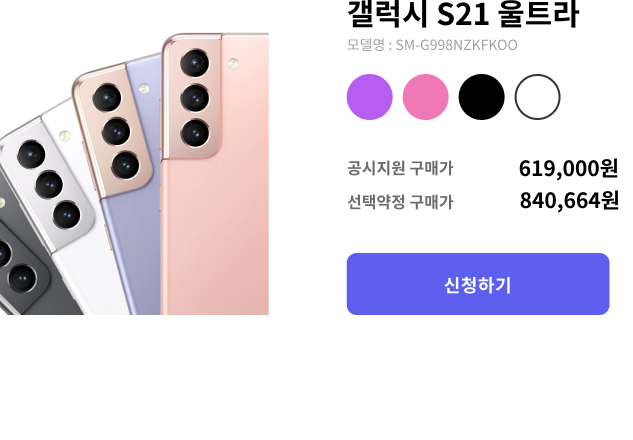 갤럭시 S21 울트라
모델명 : SM-G998NZKFKOO
공시지원 구매가 619,000원
선택약정 구매가 840,664원
신청하기